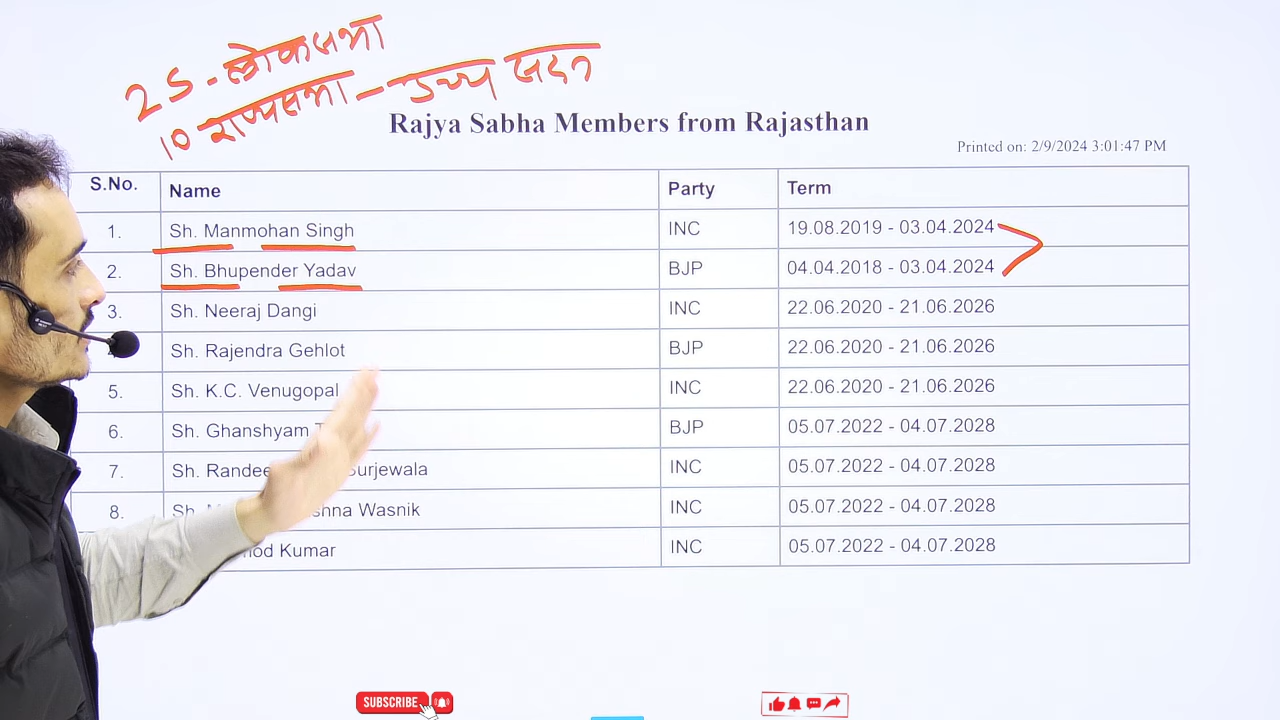 25 - लोकसभा
10 राज्यसभा - उच्च सदन
Rajya Sabha Members from Rajasthan
Printed on: 2/9/2024 3:01:47 PM
S.No. Name Party Term
1. Sh. Manmohan Singh INC 19.08.2019 - 03.04.2024
2. Sh. Bhupender Yadav BJP 04.04.2018 - 03.04.2024
3. Sh. Neeraj Dangi INC 22.06.2020 - 21.06.2026
Sh. Rajendra Gehlot BJP 22.06.2020 - 21.06.2026
5. Sh. K.C. Venugopal INC 22.06.2020 - 21.06.2026
6. Sh. Ghanshyam BJP 05.07.2022 - 04.07.2028
7. Sh. INC 05.07.2022 - 04.07.2028
8. Sh. Wasnik INC 05.07.2022 - 04.07.2028
Kumar INC 05.07.2022 - 04.07.2028
SUBSCRIBE